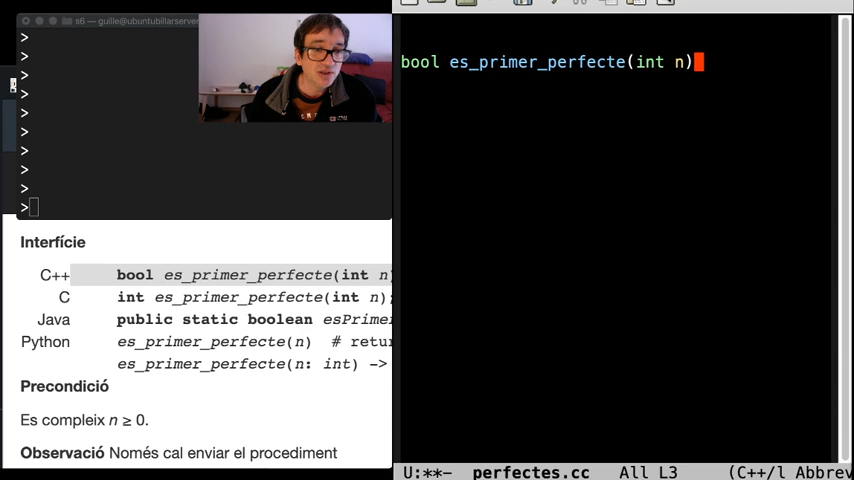 s6 — guille@ubuntubillarserver
>
>
>
>
>
>
>
>
>
>
Interfície
C++ bool es_primer_perfecte(int n)
C int es_primer_perfecte(int n);
Java public static boolean esPrimer
Python es_primer_perfecte(n) # retur
es_primer_perfecte(n: int) ->
Precondició
Es compleix n ≥ 0.
Observació Només cal enviar el procediment
bool es_primer_perfecte(int n)
U:**- perfectes.cc All L3 (C++/l Abbrev